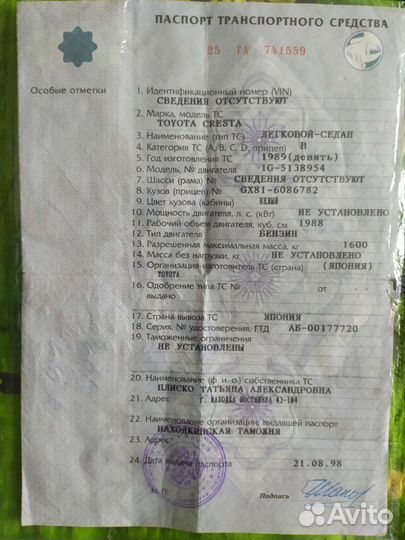 ПАСПОРТ ТРАНСПОРТНОГО СРЕДСТВА
25 ТА 741559
Особые отметки
1. Идентификационный номер (VIN)
СВЕДЕНИЯ ОТСУТСТВУЮТ
2. Марка, модель ТС
TOYOTA CRESTA
3. Наименование (тип ТС) ЛЕГКОВОЙ-СЕДАН
4. Категория ТС (A, B, C, D, прицеп) B
5. Год изготовления ТС 1989(девять)
6. Модель, № двигателя 1G-5138954
7. Шасси (рама) № СВЕДЕНИЯ ОТСУТСТВУЮТ
8. Кузов (прицеп) № GX81-6086782
9. Цвет кузова (кабины) БЕЛЫЙ
10. Мощность двигателя, л. с. (кВт) НЕ УСТАНОВЛЕНО
11. Рабочий объем двигателя, куб. см 1988
12. Тип двигателя БЕНЗИН
13. Разрешенная максимальная масса, кг 1600
14. Масса без нагрузки, кг НЕ УСТАНОВЛЕНО
15. Организация-изготовитель ТС (страна) (ЯПОНИЯ)
TOYOTA
16. Одобрение типа ТС № от
выдано
17. Страна вывоза ТС ЯПОНИЯ
18. Серия, № удостоверения, ГТД АБ-00177720
19. Таможенные ограничения
НЕ УСТАНОВЛЕНЫ
20. Наименование (ф. и. о.) собственника ТС
ПЛИСКО ТАТЬЯНА АЛЕКСАНДРОВНА
21. Адрес г. НАХОДКА ПОСТЫШЕВА 43-104
22. Наименование организации, выдавшей паспорт
НАХОДКИНСКАЯ ТАМОЖНЯ
23. Адрес
24. Дата выдачи паспорта 21.08.98
М. П. Подпись
Avito